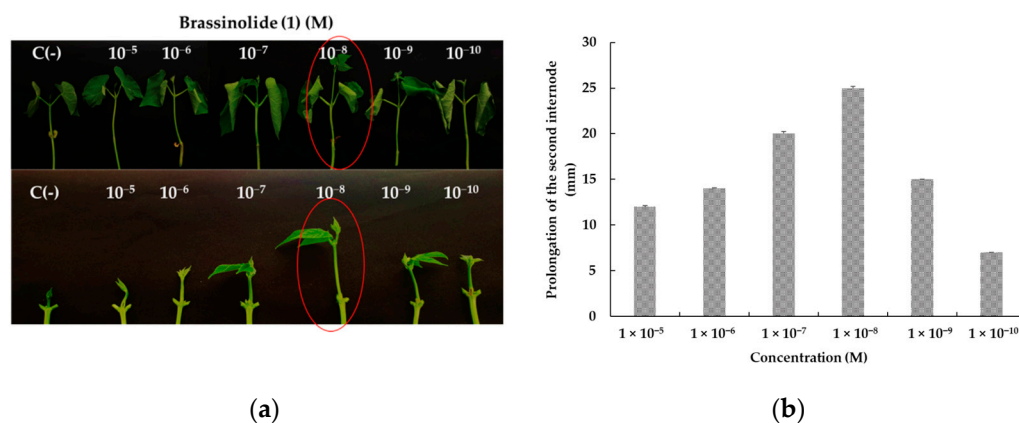 Brassinolide (1) (M)
C(-) 10⁻⁵ 10⁻⁶ 10⁻⁷ 10⁻⁸ 10⁻⁹ 10⁻¹⁰
C(-) 10⁻⁵ 10⁻⁶ 10⁻⁷ 10⁻⁸ 10⁻⁹ 10⁻¹⁰
(a)
Prolongation of the second internode
(mm)
30
25
20
15
10
5
0
1 × 10⁻⁵ 1 × 10⁻⁶ 1 × 10⁻⁷ 1 × 10⁻⁸ 1 × 10⁻⁹ 1 × 10⁻¹⁰
Concentration (M)
(b)